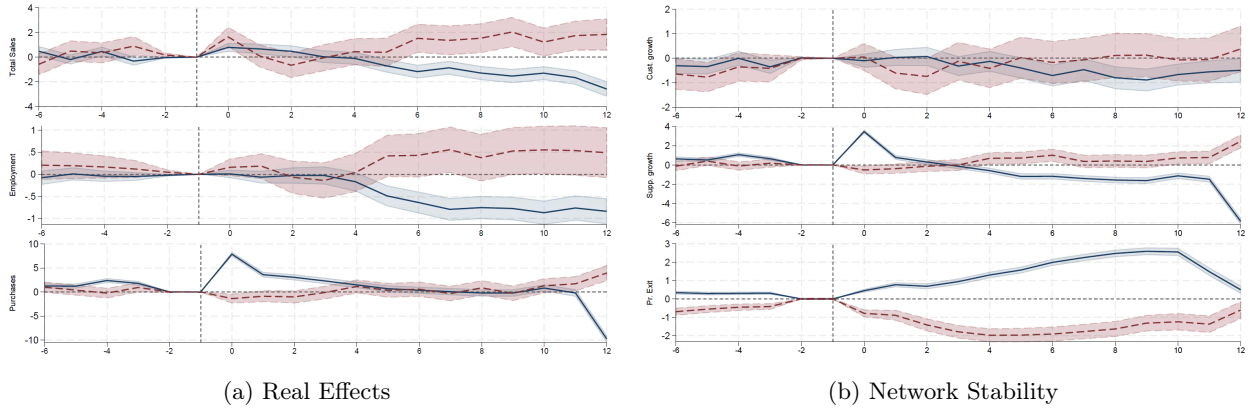 Total Sales
4
2
0
-2
-4
-6 -4 -2 0 2 4 6 8 10 12
Employment
1
.5
0
-.5
-1
-6 -4 -2 0 2 4 6 8 10 12
Purchases
10
5
0
-5
-10
-6 -4 -2 0 2 4 6 8 10 12
(a) Real Effects
Cust. growth
2
1
0
-1
-2
-6 -4 -2 0 2 4 6 8 10 12
Supp. growth
4
2
0
-2
-4
-6
-6 -4 -2 0 2 4 6 8 10 12
Pr. Exit
3
2
1
0
-1
-2
-6 -4 -2 0 2 4 6 8 10 12
(b) Network Stability